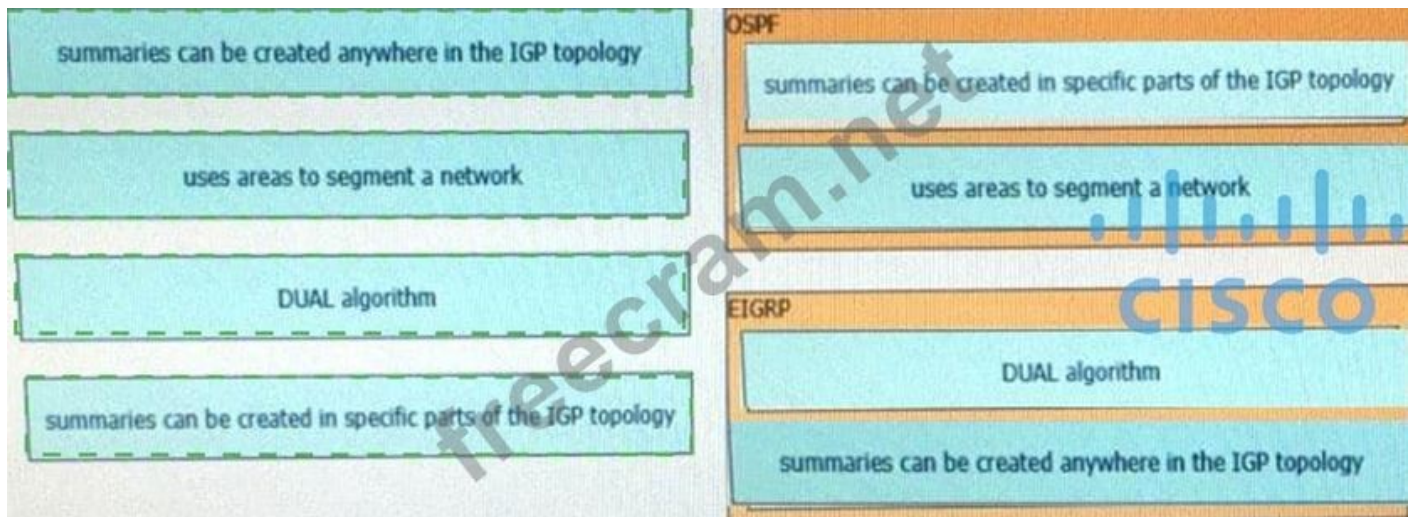 summaries can be created anywhere in the IGP topology
uses areas to segment a network
DUAL algorithm
summaries can be created in specific parts of the IGP topology
OSPF
summaries can be created in specific parts of the IGP topology
uses areas to segment a network
EIGRP
DUAL algorithm
summaries can be created anywhere in the IGP topology
CISCO
freecram.net